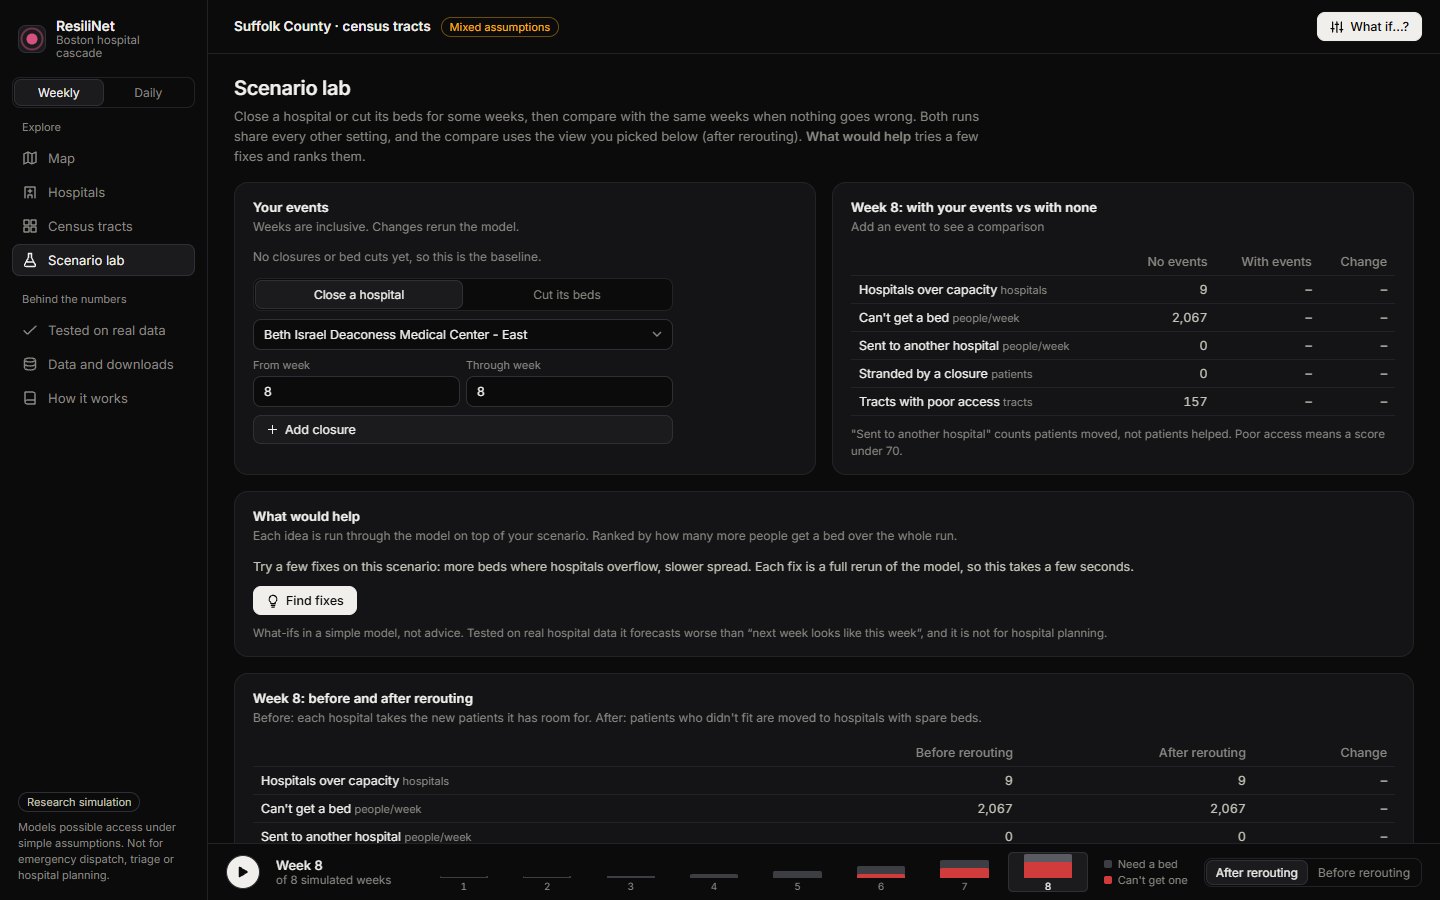 ResiliNet
Boston hospital
cascade
Weekly
Daily
Explore
Map
Hospitals
Census tracts
Scenario lab
Behind the numbers
Tested on real data
Data and downloads
How it works
Research simulation
Models possible access under
simple assumptions. Not for
emergency dispatch, triage or
hospital planning.
Suffolk County · census tracts
Mixed assumptions
What if...?
Scenario lab
Close a hospital or cut its beds for some weeks, then compare with the same weeks when nothing goes wrong. Both runs
share every other setting, and the compare uses the view you picked below (after rerouting). What would help tries a few
fixes and ranks them.
Your events
Weeks are inclusive. Changes rerun the model.
No closures or bed cuts yet, so this is the baseline.
Close a hospital
Cut its beds
Beth Israel Deaconess Medical Center - East
From week
Through week
8
8
Add closure
Week 8: with your events vs with none
Add an event to see a comparison
No events With events Change
Hospitals over capacity hospitals 9 – –
Can't get a bed people/week 2,067 – –
Sent to another hospital people/week 0 – –
Stranded by a closure patients 0 – –
Tracts with poor access tracts 157 – –
"Sent to another hospital" counts patients moved, not patients helped. Poor access means a score
under 70.
What would help
Each idea is run through the model on top of your scenario. Ranked by how many more people get a bed over the whole run.
Try a few fixes on this scenario: more beds where hospitals overflow, slower spread. Each fix is a full rerun of the model, so this takes a few seconds.
Find fixes
What-ifs in a simple model, not advice. Tested on real hospital data it forecasts worse than “next week looks like this week”, and it is not for hospital planning.
Week 8: before and after rerouting
Before: each hospital takes the new patients it has room for. After: patients who didn't fit are moved to hospitals with spare beds.
Before rerouting After rerouting Change
Hospitals over capacity hospitals 9 9 –
Can't get a bed people/week 2,067 2,067 –
Sent to another hospital people/week 0 0 –
Week 8
of 8 simulated weeks
1 2 3 4 5 6 7 8
Need a bed
Can't get one
After rerouting
Before rerouting